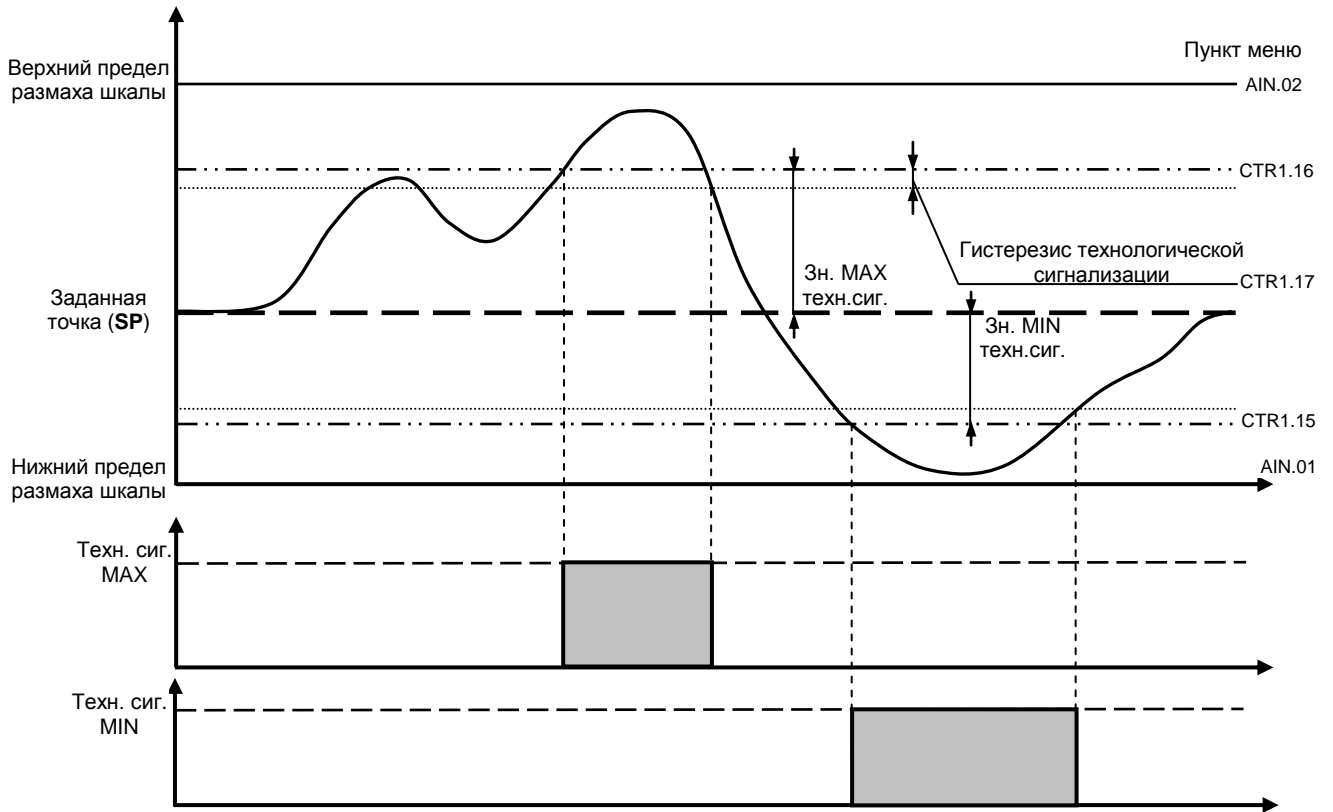 Пункт меню
Верхний предел
размаха шкалы
AIN.02
CTR1.16
Гистерезис технологической
сигнализации
Зн. MAX
техн.сиг.
CTR1.17
Заданная
точка (SP)
Зн. MIN
техн.сиг.
CTR1.15
Нижний предел
размаха шкалы
AIN.01
Техн. сиг.
MAX
Техн. сиг.
MIN